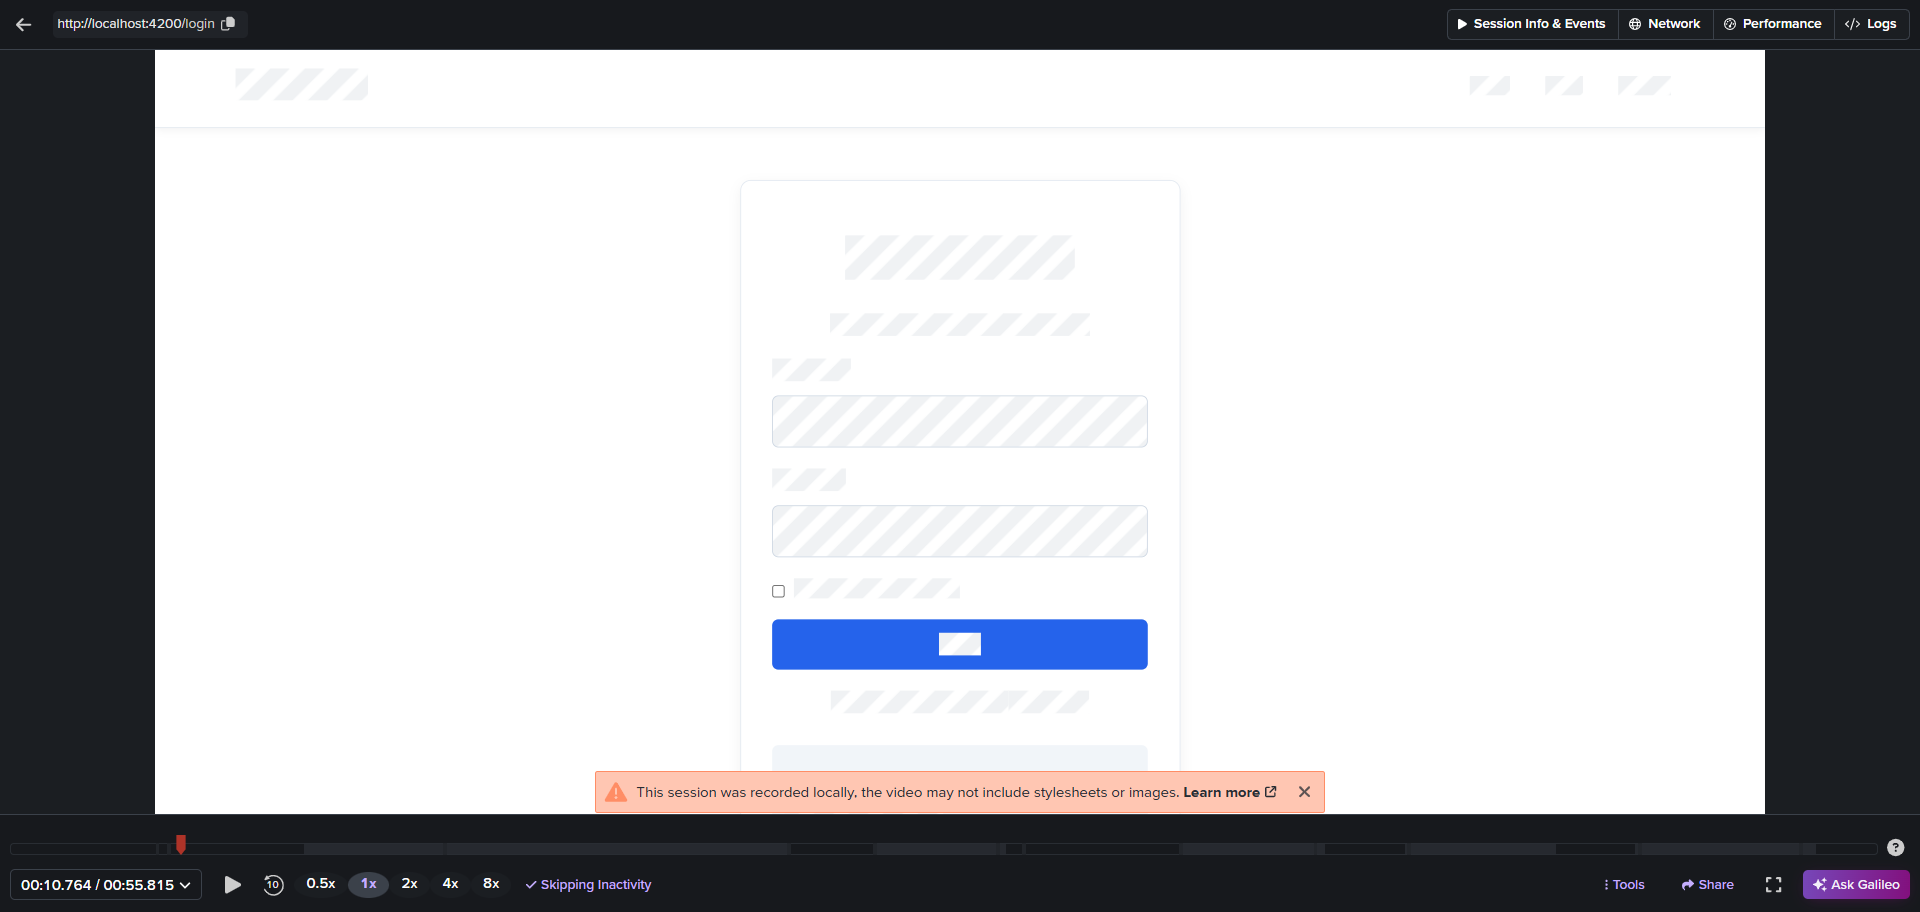 http://localhost:4200/login
Session Info & Events
Network
Performance
Logs
This session was recorded locally, the video may not include stylesheets or images. Learn more
?
00:10.764 / 00:55.815
10
0.5x
1x
2x
4x
8x
Skipping Inactivity
Tools
Share
Ask Galileo